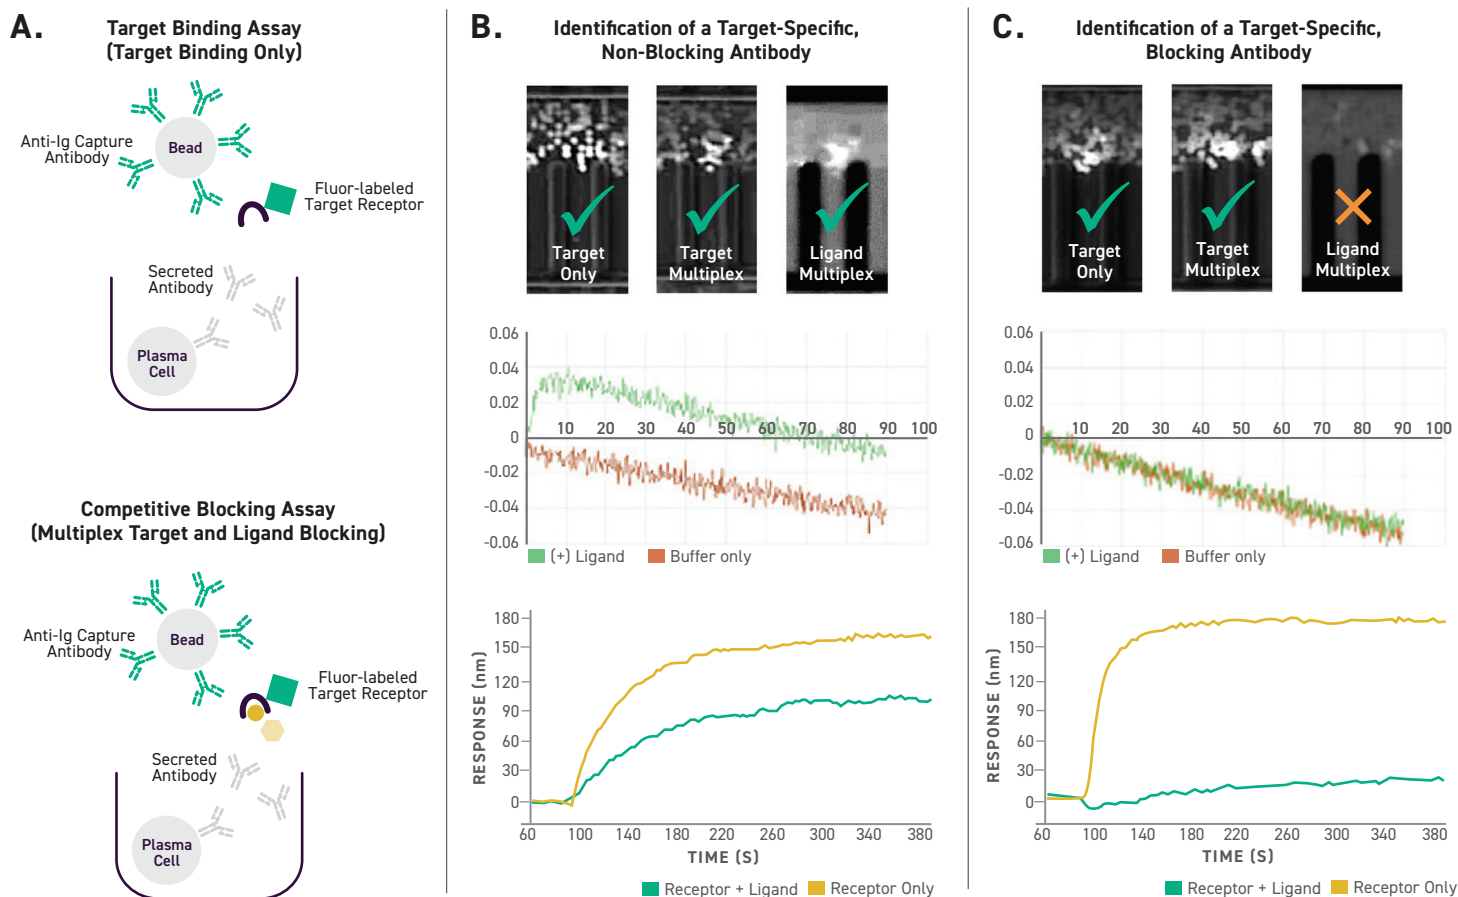 A.
Target Binding Assay
(Target Binding Only)
Anti-Ig Capture
Antibody
Bead
Fluor-labeled
Target Receptor
Secreted
Antibody
Plasma
Cell
Competitive Blocking Assay
(Multiplex Target and Ligand Blocking)
Anti-Ig Capture
Antibody
Bead
Fluor-labeled
Target Receptor
Secreted
Antibody
Plasma
Cell
B.
Identification of a Target-Specific,
Non-Blocking Antibody
Target
Only
Target
Multiplex
Ligand
Multiplex
0.06
0.04
0.02
0
-0.02
-0.04
-0.06
10 20 30 40 50 60 70 80 90 100
(+) Ligand
Buffer only
RESPONSE (nm)
180
150
120
90
60
30
0
60 100 140 180 220 260 300 340 380
TIME (S)
Receptor + Ligand
Receptor Only
C.
Identification of a Target-Specific,
Blocking Antibody
Target
Only
Target
Multiplex
Ligand
Multiplex
0.06
0.04
0.02
0
-0.02
-0.04
-0.06
10 20 30 40 50 60 70 80 90 100
(+) Ligand
Buffer only
RESPONSE (nm)
180
150
120
90
60
30
0
60 100 140 180 220 260 300 340 380
TIME (S)
Receptor + Ligand
Receptor Only